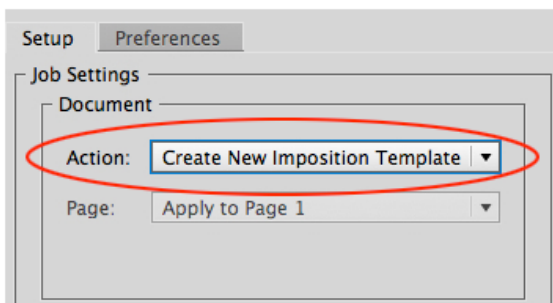 Setup Preferences
Job Settings
Document
Action: Create New Imposition Template
Page: Apply to Page 1